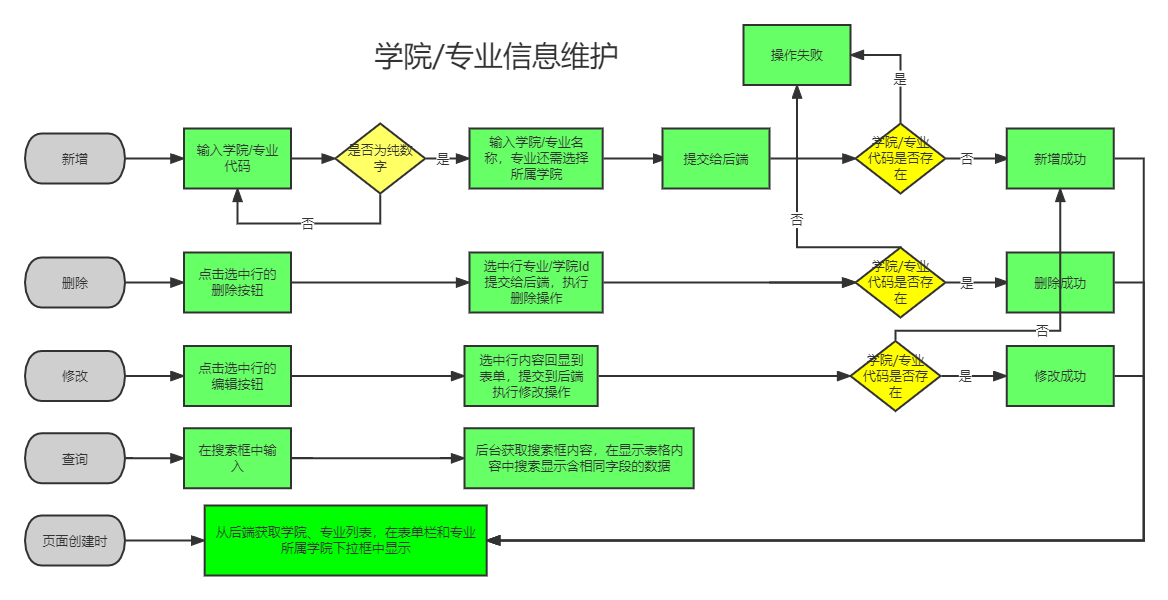 学院/专业信息维护
操作失败
是
新增
输入学院/专业
代码
是否为纯数
字
是
输入学院/专业名
称，专业还需选择
所属学院
提交给后端
学院/专业
代码是否存
在
否
新增成功
否
否
删除
点击选中行的
删除按钮
选中行专业/学院Id
提交给后端，执行
删除操作
学院/专业
代码是否存
在
是
删除成功
否
修改
点击选中行的
编辑按钮
选中行内容回显到
表单，提交到后端
执行修改操作
学院/专业
代码是否存
在
是
修改成功
查询
在搜索框中输
入
后台获取搜索框内容，在显示表格内
容中搜索显示含相同字段的数据
页面创建时
从后端获取学院、专业列表，在表单栏和专业
所属学院下拉框中显示